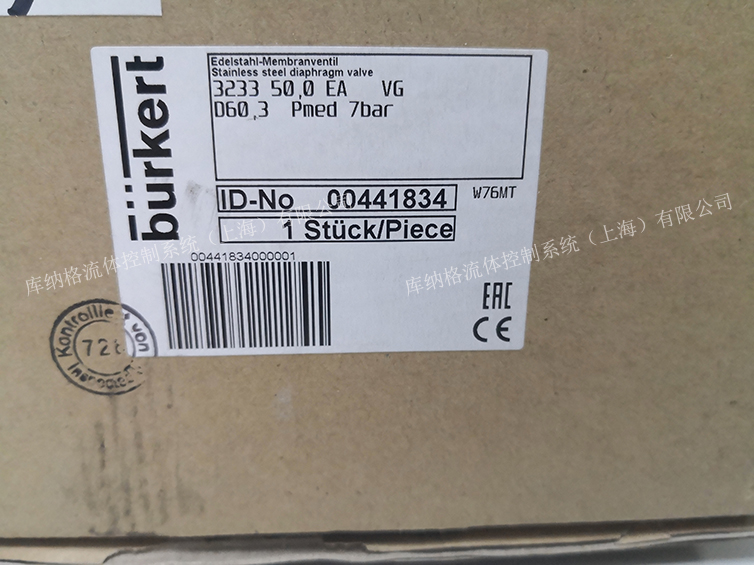 bürkert
Edelstahl-Membranventil
Stainless steel diaphragm valve
3233 50,0 EA VG
D60,3 Pmed 7bar
ID-No 00441834
W76MT
1 Stück/Piece
00441834000001
EAC
CE
Kontrolliert von
728
Inspected
库纳格流体控制系统（上海）有限公司
库纳格流体控制系统（上海）有限公司